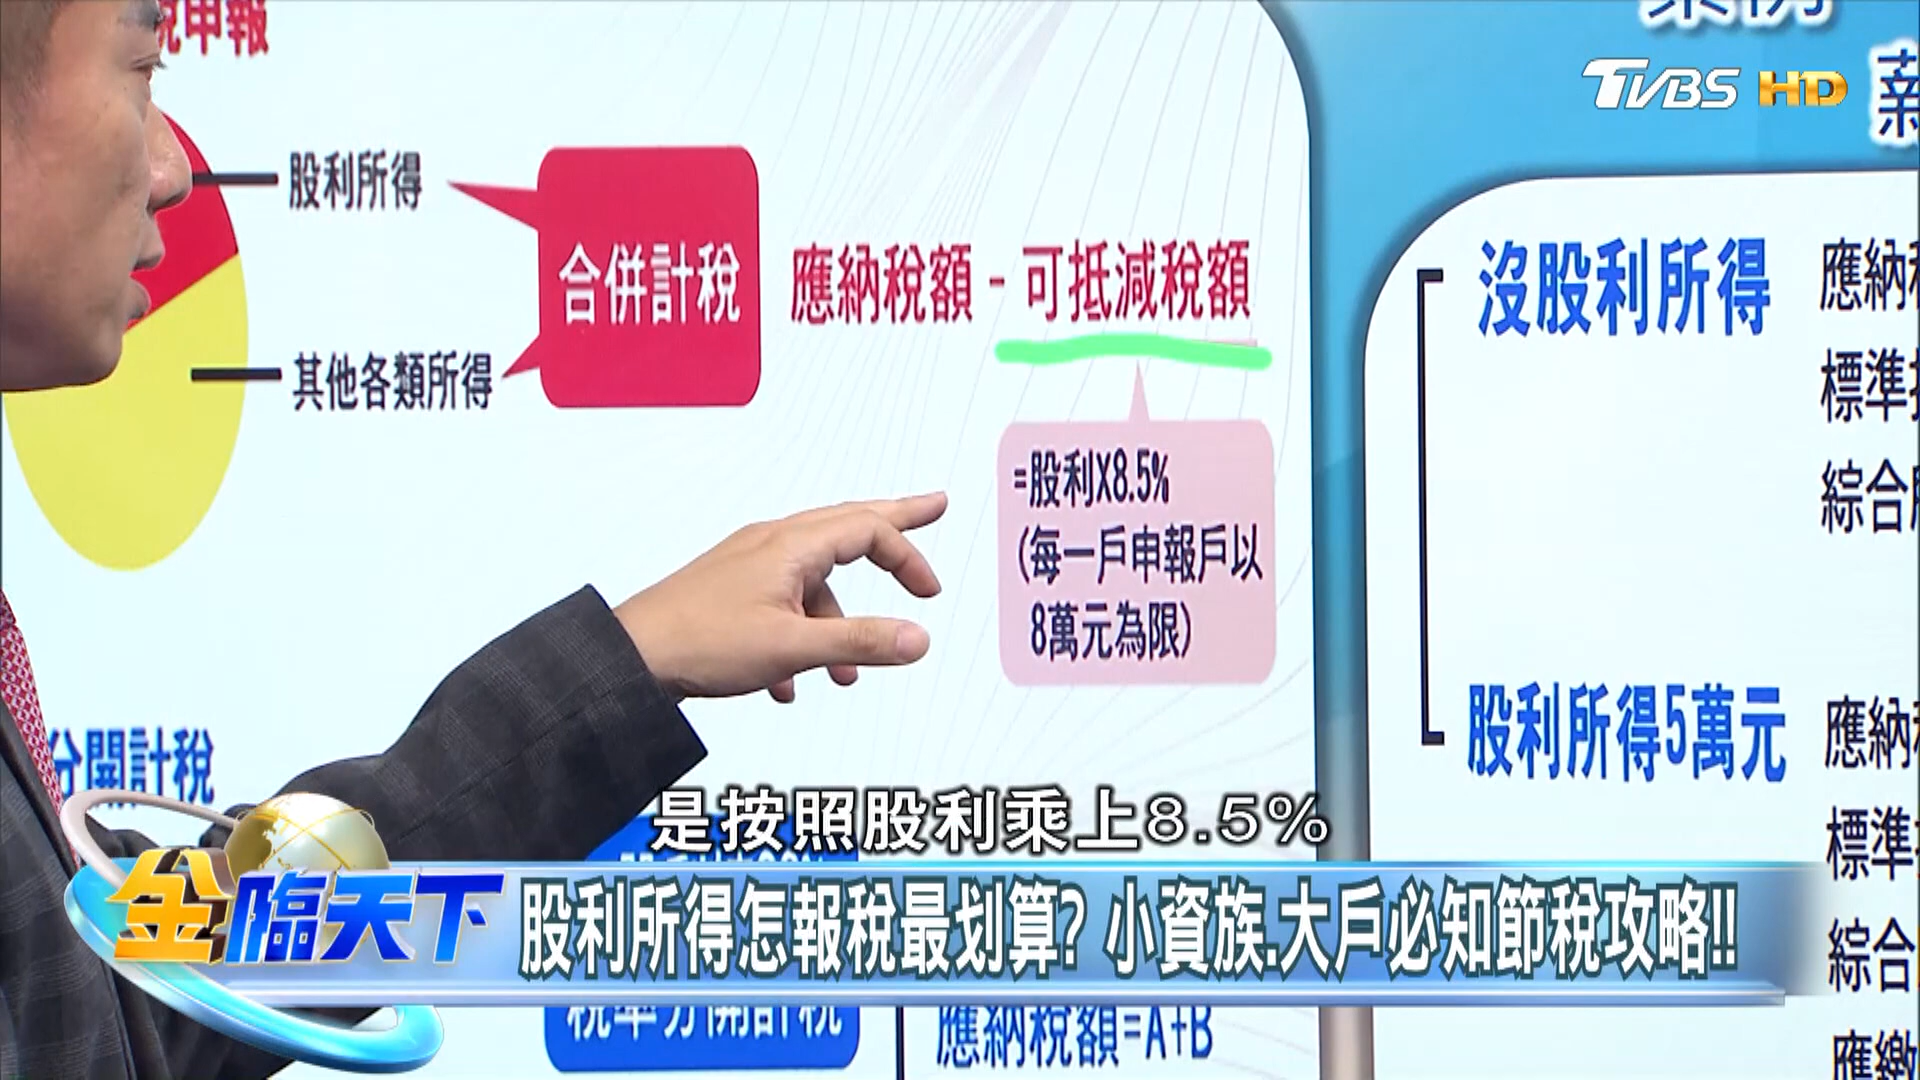 稅申報
TVBS HD
股利所得
合併計稅
應納稅額 - 可抵減稅額
其他各類所得
=股利X8.5%
(每一戶申報戶以
8萬元為限)
沒股利所得
應納
標準
綜合
股利所得5萬元
應納
標準
綜合
應繳
分開計稅
是按照股利乘上8.5%
金臨天下
股利所得怎報稅最划算? 小資族.大戶必知節稅攻略!!
稅率分開計稅
應納稅額=A+B